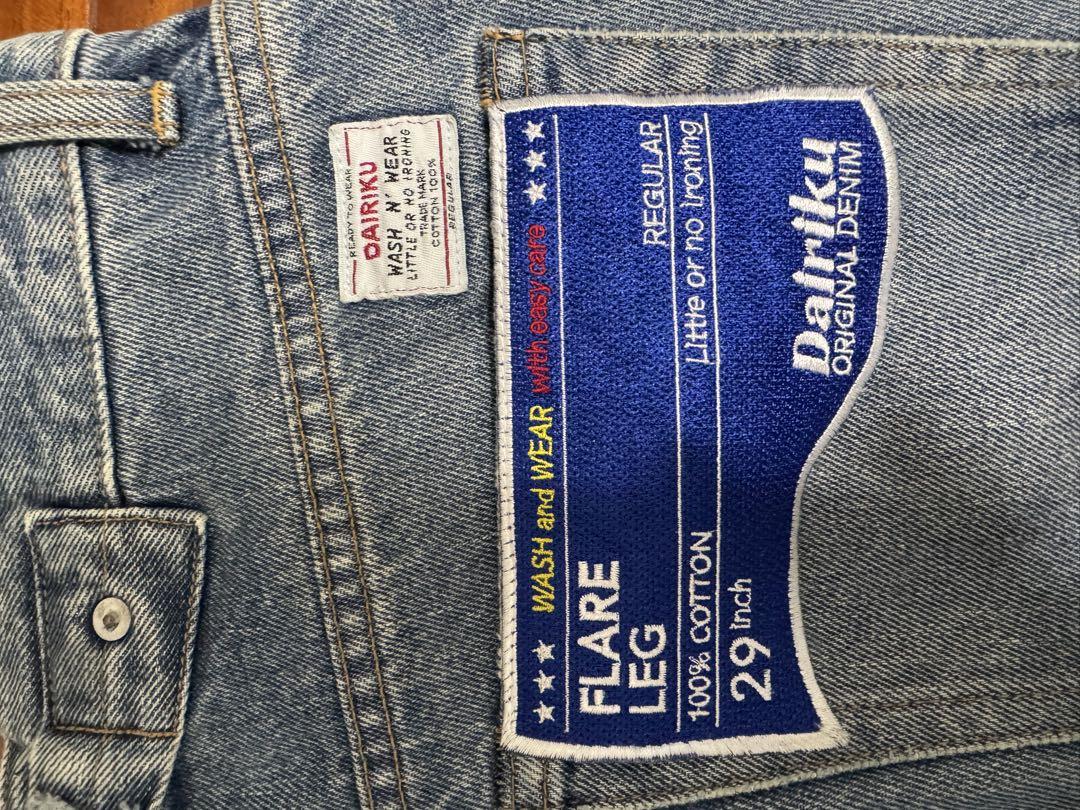 READY TO WEAR
DAIRIKU
WASH N' WEAR
LITTLE OR NO IRONING
TRADE MARK
COTTON 100%
REGULAR
WASH and WEAR with easy care
REGULAR
FLARE
LEG
100% COTTON Little or no Ironing
29 inch
Dairiku
ORIGINAL DENIM